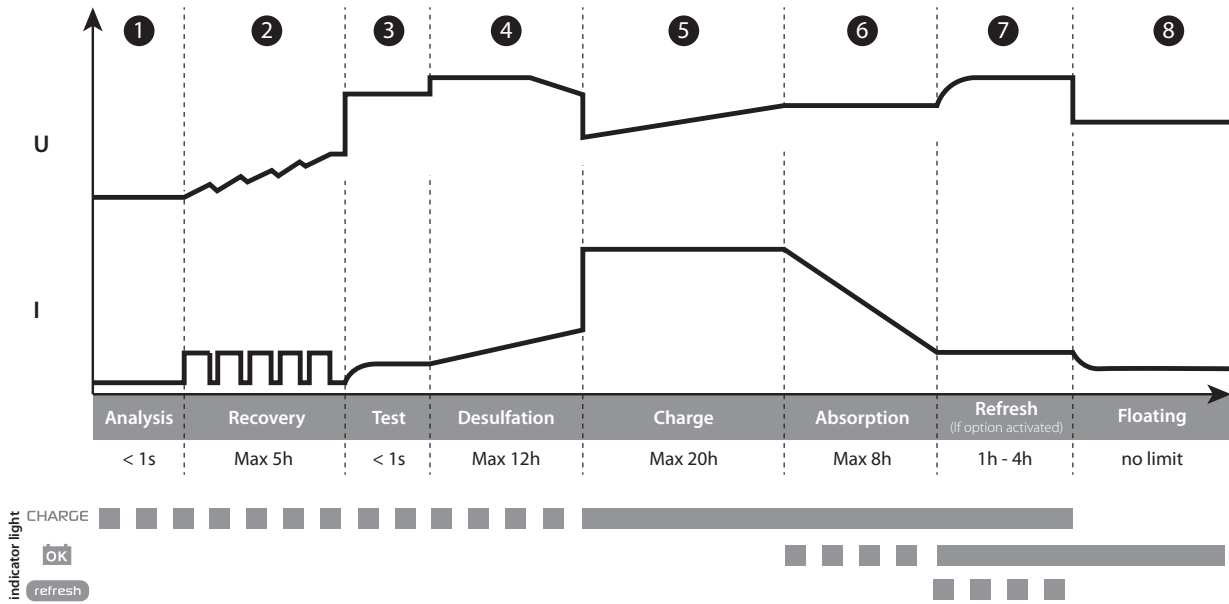 1 2 3 4 5 6 7 8
U
I
Analysis Recovery Test Desulfation Charge Absorption Refresh Floating
(If option activated)
< 1s Max 5h < 1s Max 12h Max 20h Max 8h 1h - 4h no limit
indicator light
CHARGE
OK
refresh